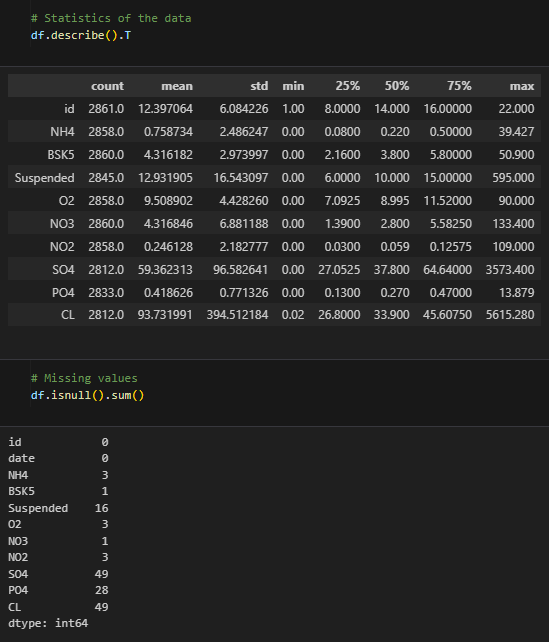 # Statistics of the data
df.describe().T
count mean std min 25% 50% 75% max
id 2861.0 12.397064 6.084226 1.00 8.0000 14.000 16.00000 22.000
NH4 2858.0 0.758734 2.486247 0.00 0.0800 0.220 0.50000 39.427
BSK5 2860.0 4.316182 2.973997 0.00 2.1600 3.800 5.80000 50.900
Suspended 2845.0 12.931905 16.543097 0.00 6.0000 10.000 15.00000 595.000
O2 2858.0 9.508902 4.428260 0.00 7.0925 8.995 11.52000 90.000
NO3 2860.0 4.316846 6.881188 0.00 1.3900 2.800 5.58250 133.400
NO2 2858.0 0.246128 2.182777 0.00 0.0300 0.059 0.12575 109.000
SO4 2812.0 59.362313 96.582641 0.00 27.0525 37.800 64.64000 3573.400
PO4 2833.0 0.418626 0.771326 0.00 0.1300 0.270 0.47000 13.879
CL 2812.0 93.731991 394.512184 0.02 26.8000 33.900 45.60750 5615.280
# Missing values
df.isnull().sum()
id 0
date 0
NH4 3
BSK5 1
Suspended 16
O2 3
NO3 1
NO2 3
SO4 49
PO4 28
CL 49
dtype: int64